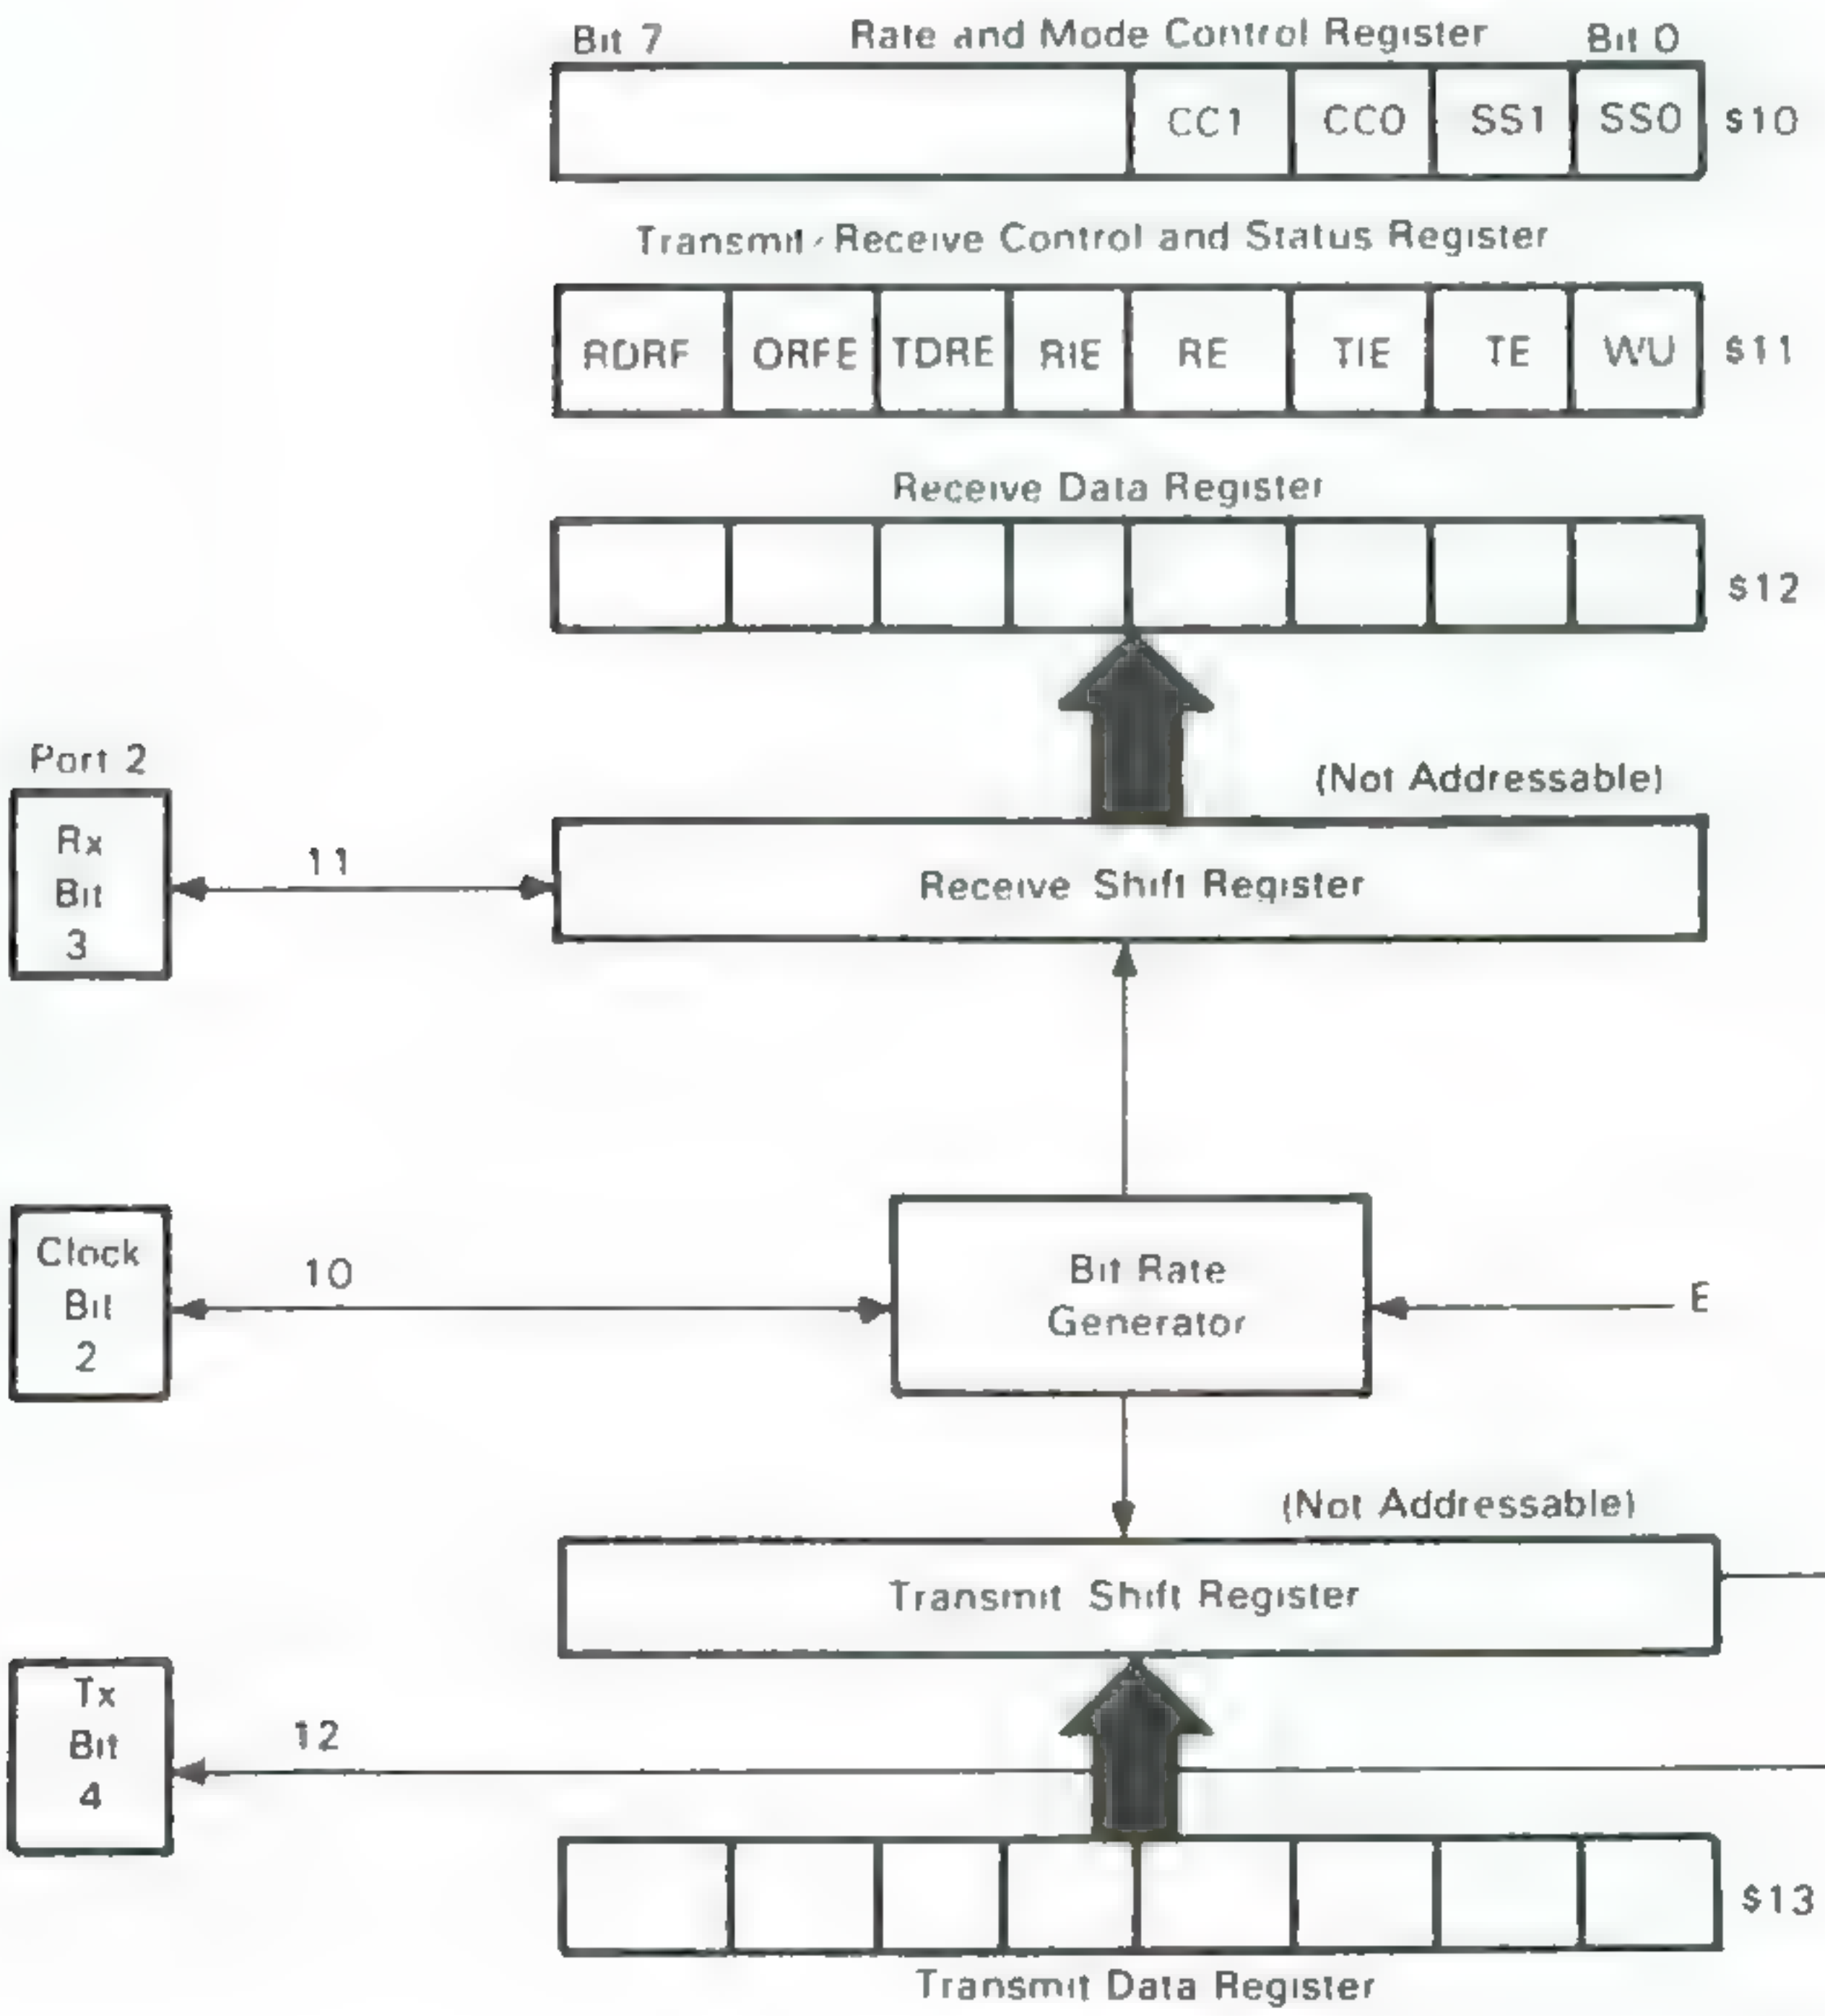 Bit 7 Rate and Mode Control Register Bit 0
CC1 CC0 SS1 SS0 $10
Transmit/Receive Control and Status Register
RDRF ORFE TDRE RIE RE TIE TE WU $11
Receive Data Register
$12
Port 2
(Not Addressable)
Rx
Bit
3
11
Receive Shift Register
Clock
Bit
2
10
Bit Rate
Generator
E
(Not Addressable)
Transmit Shift Register
Tx
Bit
4
12
$13
Transmit Data Register